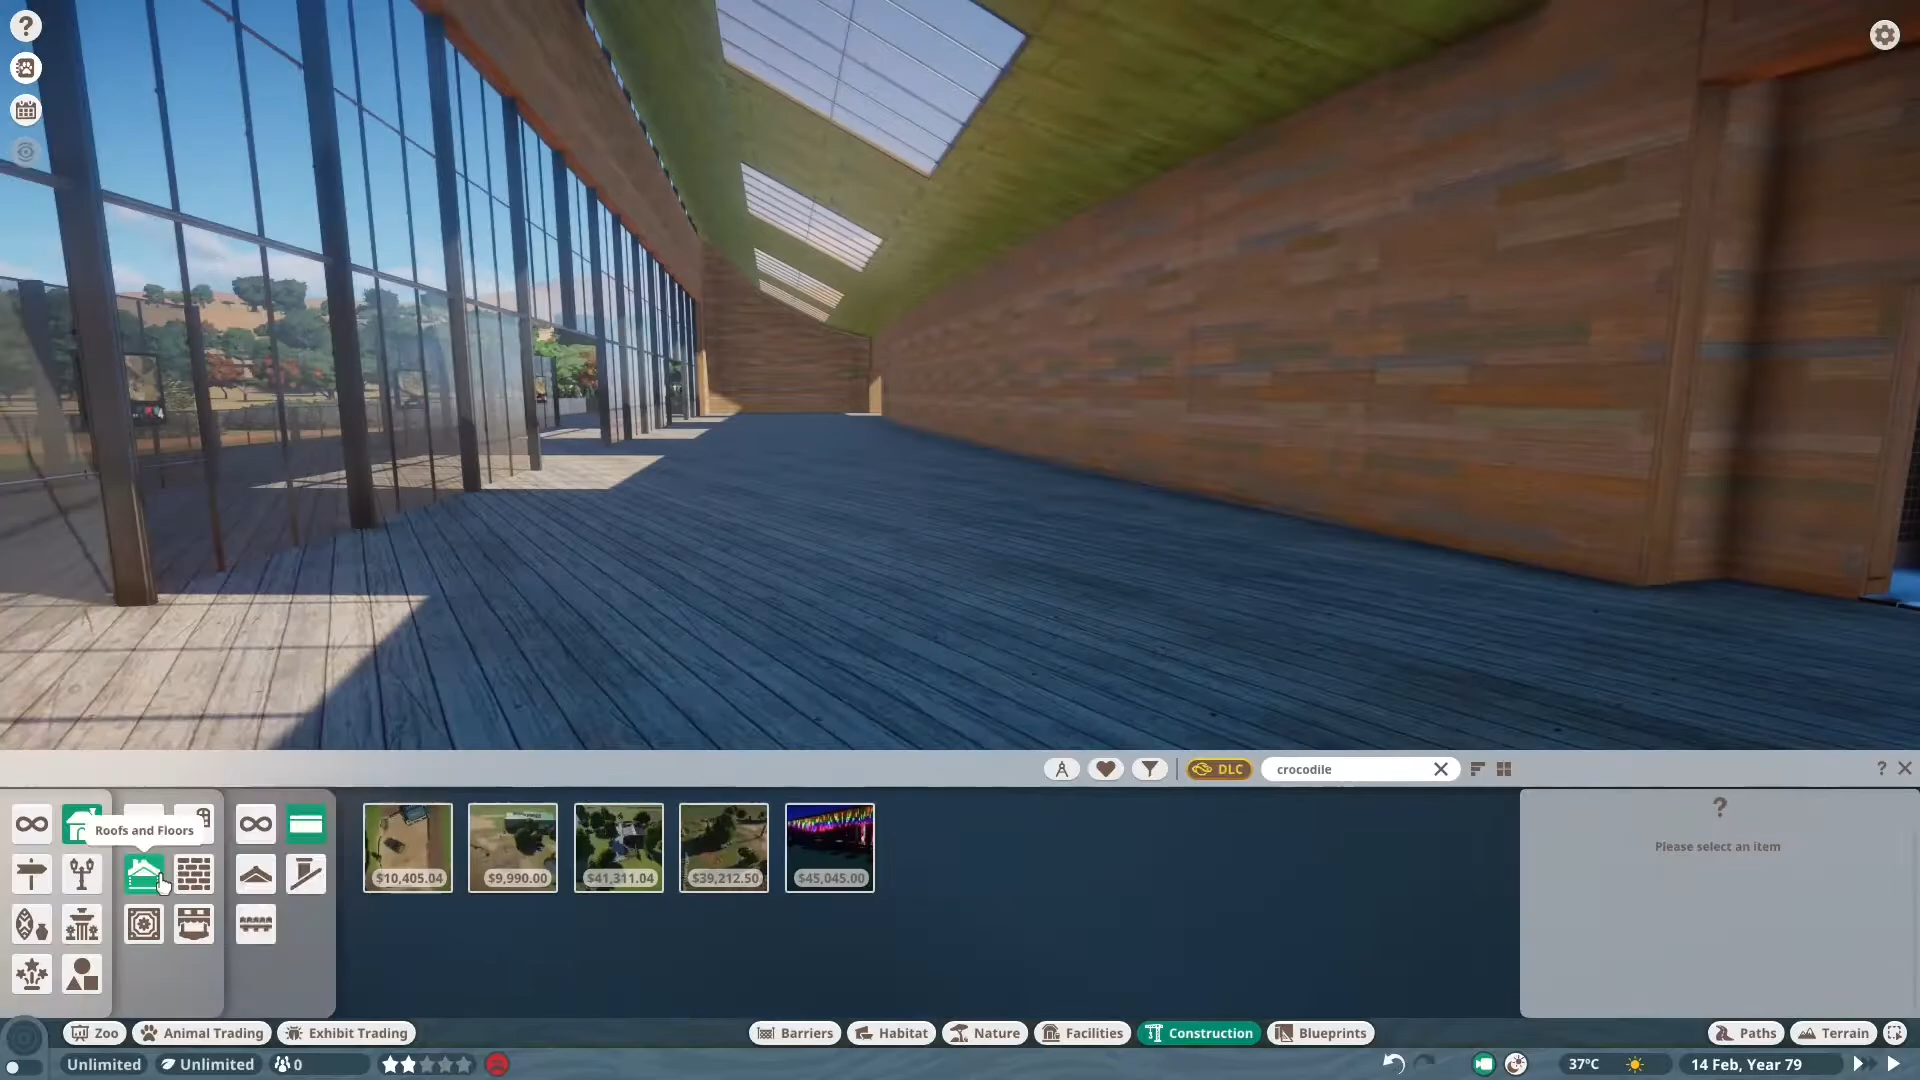 DLC
crocodile
Roofs and Floors
$10,405.04
$9,990.00
$41,311.04
$39,212.50
$45,045.00
?
Please select an item
Zoo
Animal Trading
Exhibit Trading
Barriers
Habitat
Nature
Facilities
Construction
Blueprints
Paths
Terrain
Unlimited
Unlimited
0
37°C
14 Feb, Year 79